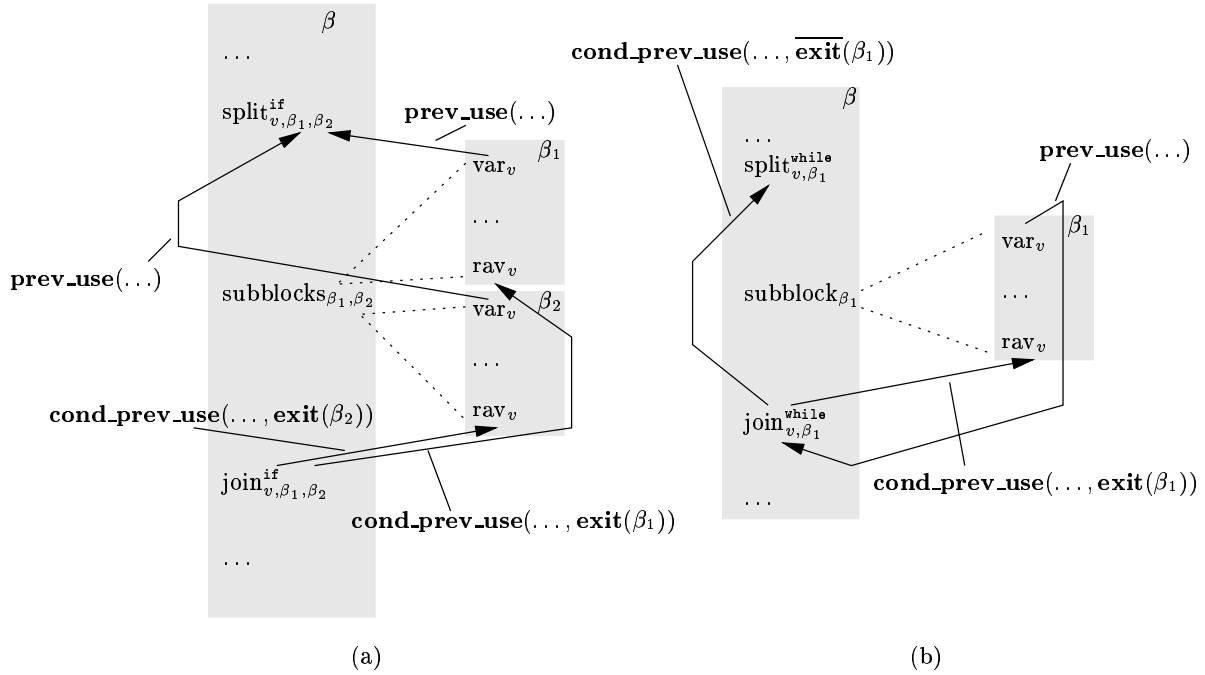 β
...
split^if_{v,β₁,β₂}
prev_use(...)
β₁
var_v
...
rav_v
prev_use(...)
subblocks_{β₁,β₂}
β₂
var_v
...
rav_v
cond_prev_use(..., exit(β₂))
join^if_{v,β₁,β₂}
cond_prev_use(..., exit(β₁))
...
(a)
cond_prev_use(..., e̅x̅i̅t̅(β₁))
β
...
split^while_{v,β₁}
prev_use(...)
β₁
var_v
subblock_{β₁}
...
rav_v
join^while_{v,β₁}
cond_prev_use(..., exit(β₁))
...
(b)